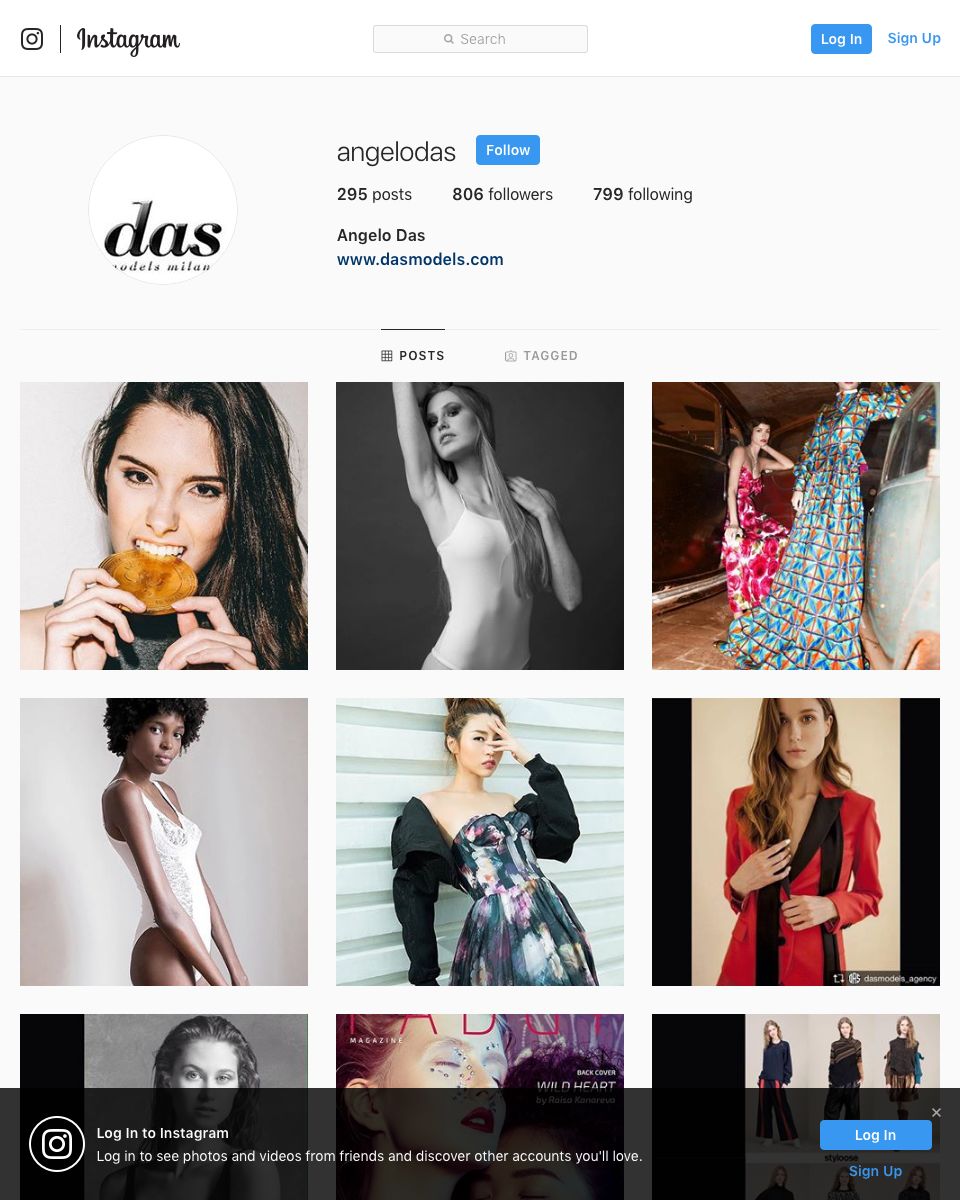 Instagram
Search
Log In
Sign Up
das
models milan
angelodas
Follow
295 posts
806 followers
799 following
Angelo Das
www.dasmodels.com
POSTS
TAGGED
dasmodels_agency
MAGAZINE
BACK COVER
WILD HEART
by Raisa Kanareva
styloose
Log In to Instagram
Log in to see photos and videos from friends and discover other accounts you'll love.
Log In
Sign Up